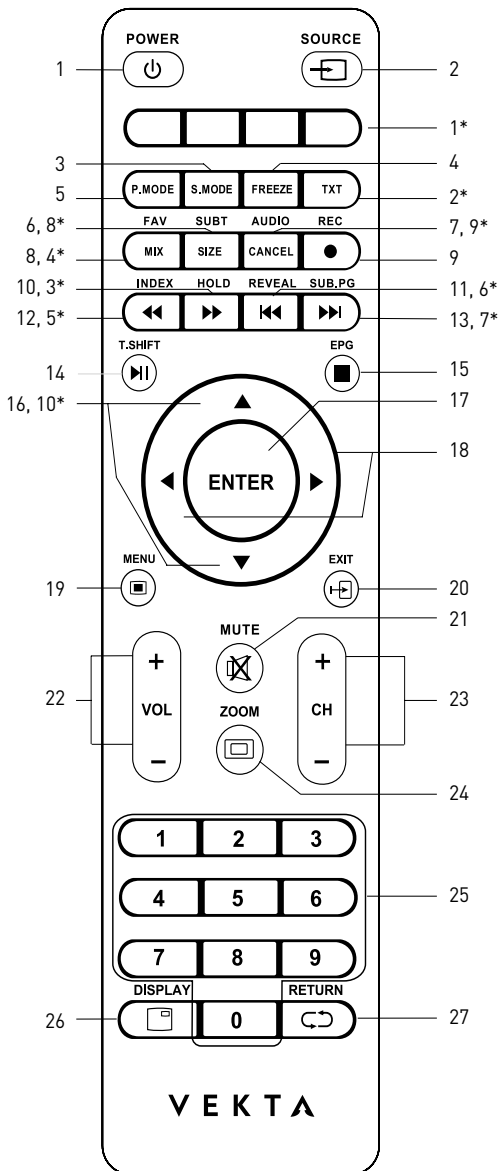 POWER SOURCE
1 2
1*
3 4
5 P.MODE S.MODE FREEZE TXT 2*
6, 8* FAV SUBT AUDIO REC 7, 9*
8, 4* MIX SIZE CANCEL 9
10, 3* INDEX HOLD REVEAL SUB.PG 11, 6*
12, 5* 13, 7*
T.SHIFT EPG
14 15
16, 10* 17
ENTER 18
MENU EXIT
19 20
MUTE 21
+ +
22 VOL CH 23
ZOOM
− −
24
1 2 3
4 5 6 25
7 8 9
DISPLAY RETURN
26 0 27
VEKTA